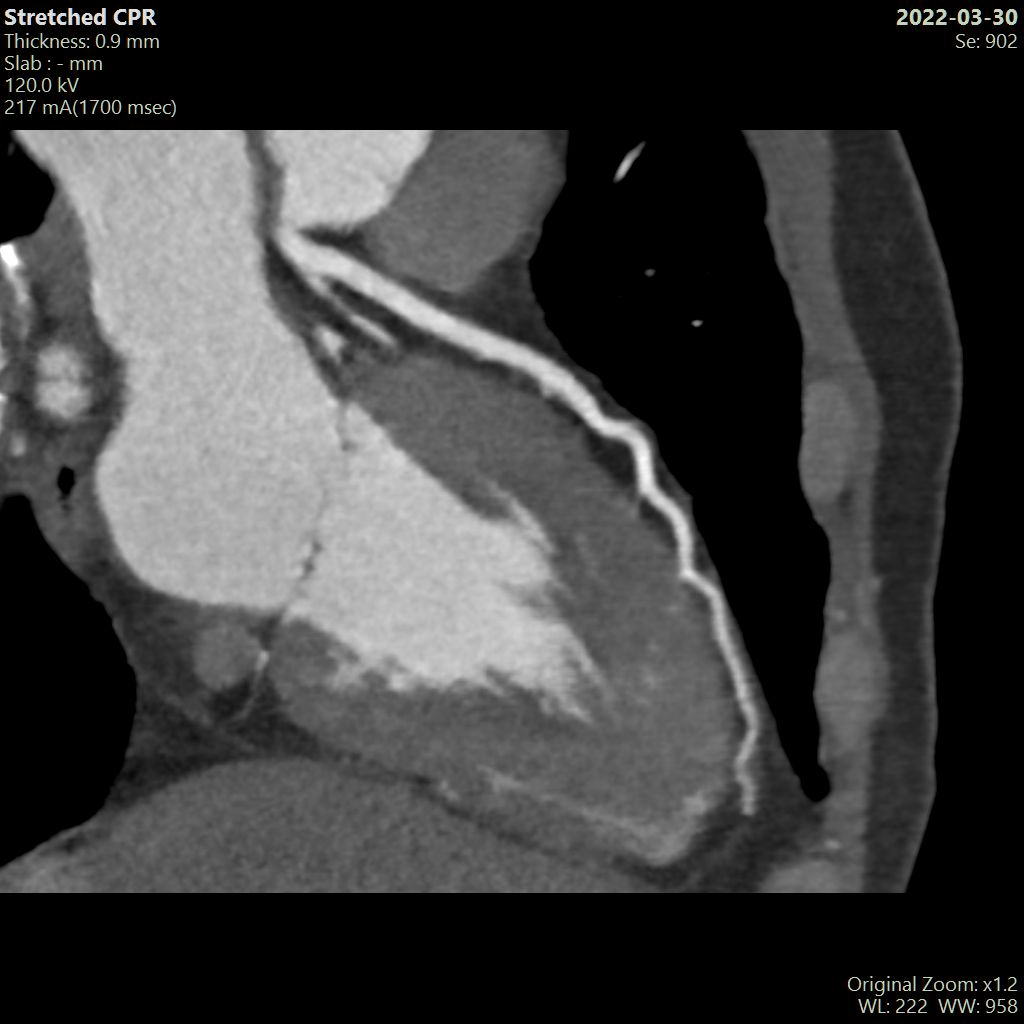 Stretched CPR
Thickness: 0.9 mm
Slab : - mm
120.0 kV
217 mA(1700 msec)
2022-03-30
Se: 902
Original Zoom: x1.2
WL: 222 WW: 958